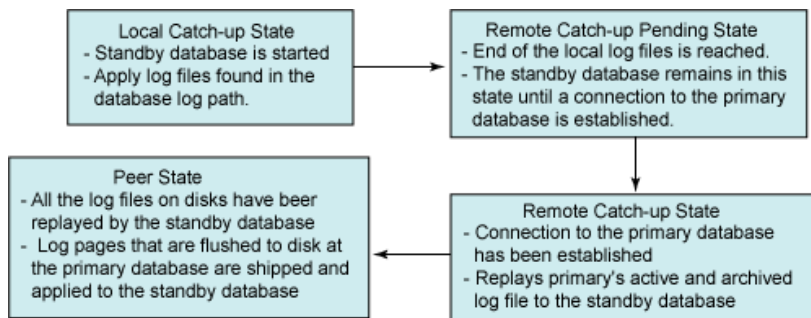 Local Catch-up State
- Standby database is started
- Apply log files found in the
database log path.
Remote Catch-up Pending State
- End of the local log files is reached.
- The standby database remains in this
state until a connection to the primary
database is established.
Remote Catch-up State
- Connection to the primary database
has been established
- Replays primary's active and archived
log file to the standby database
Peer State
- All the log files on disks have been
replayed by the standby database
- Log pages that are flushed to disk at
the primary database are shipped and
applied to the standby database